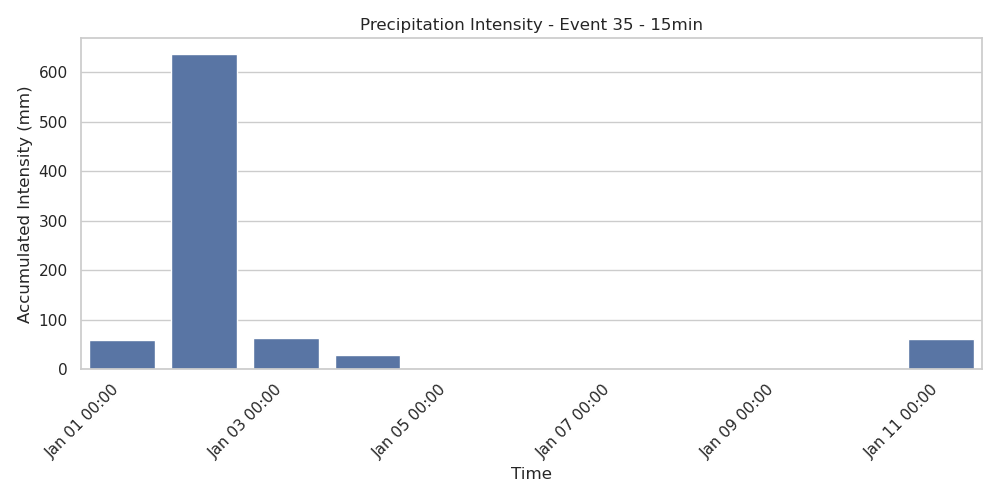 Precipitation Intensity - Event 35 - 15min
Accumulated Intensity (mm)
600
500
400
300
200
100
0
Jan 01 00:00
Jan 03 00:00
Jan 05 00:00
Jan 07 00:00
Jan 09 00:00
Jan 11 00:00
Time